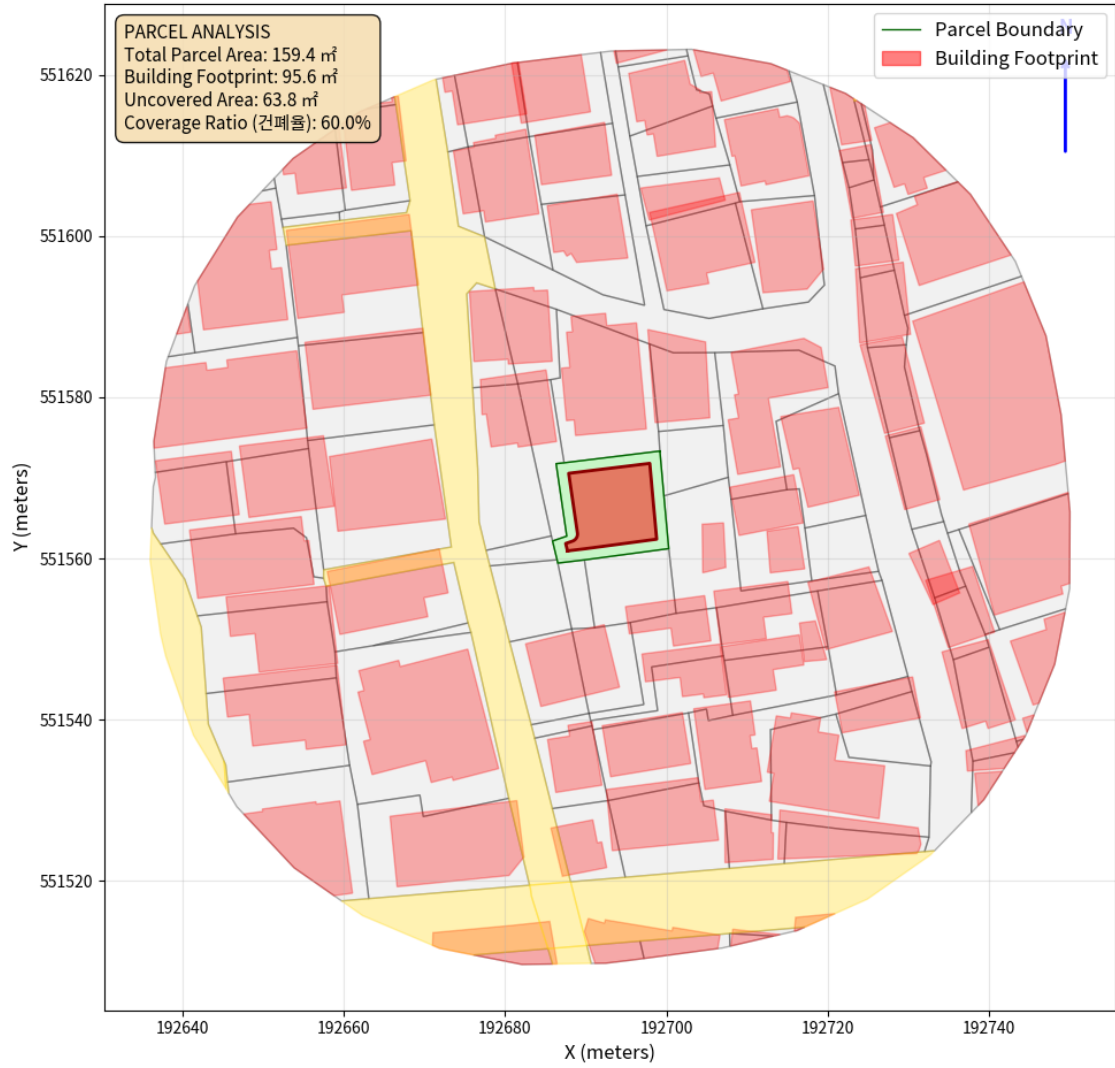 PARCEL ANALYSIS
Total Parcel Area: 159.4 ㎡
Building Footprint: 95.6 ㎡
Uncovered Area: 63.8 ㎡
Coverage Ratio (건폐율): 60.0%
N
Parcel Boundary
Building Footprint
551620
551600
551580
551560
551540
551520
Y (meters)
192640
192660
192680
192700
192720
192740
X (meters)